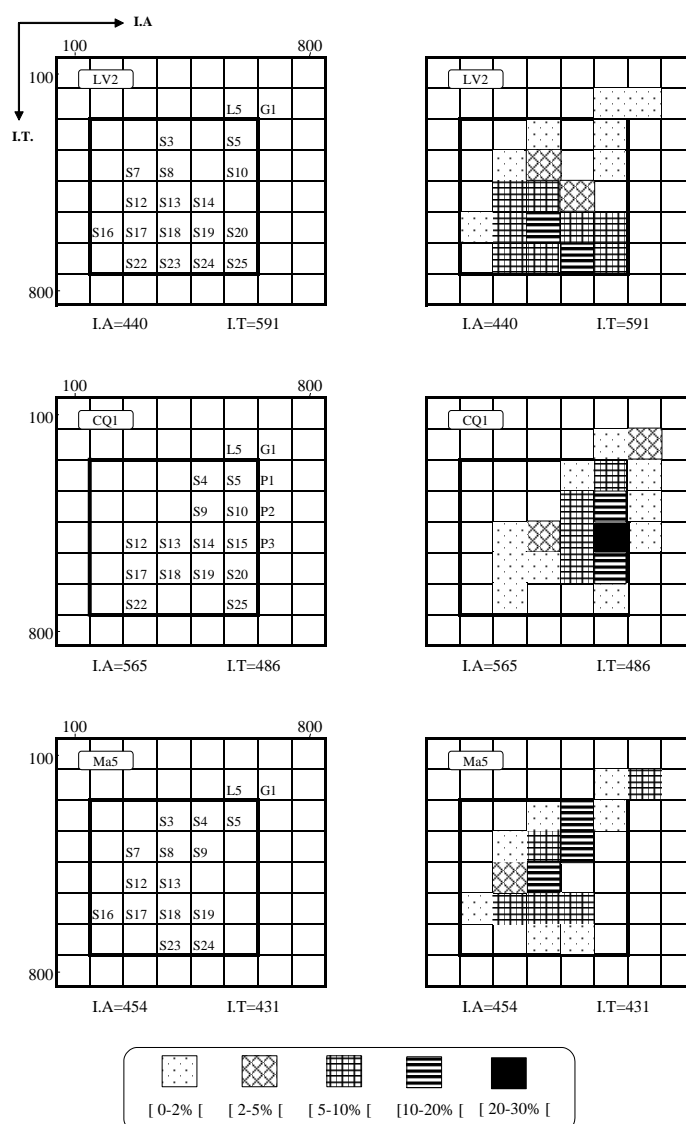 I.A
100 800
100 LV2 LV2
L5 G1
I.T.
S3 S5
S7 S8 S10
S12 S13 S14
S16 S17 S18 S19 S20
S22 S23 S24 S25
800
I.A=440 I.T=591 I.A=440 I.T=591
100 800
100 CQ1 CQ1
L5 G1
S4 S5 P1
S9 S10 P2
S12 S13 S14 S15 P3
S17 S18 S19 S20
S22 S25
800
I.A=565 I.T=486 I.A=565 I.T=486
100 800
100 Ma5 Ma5
L5 G1
S3 S4 S5
S7 S8 S9
S12 S13
S16 S17 S18 S19
S23 S24
800
I.A=454 I.T=431 I.A=454 I.T=431
[ 0-2% [ [ 2-5% [ [ 5-10% [ [10-20% [ [ 20-30% [